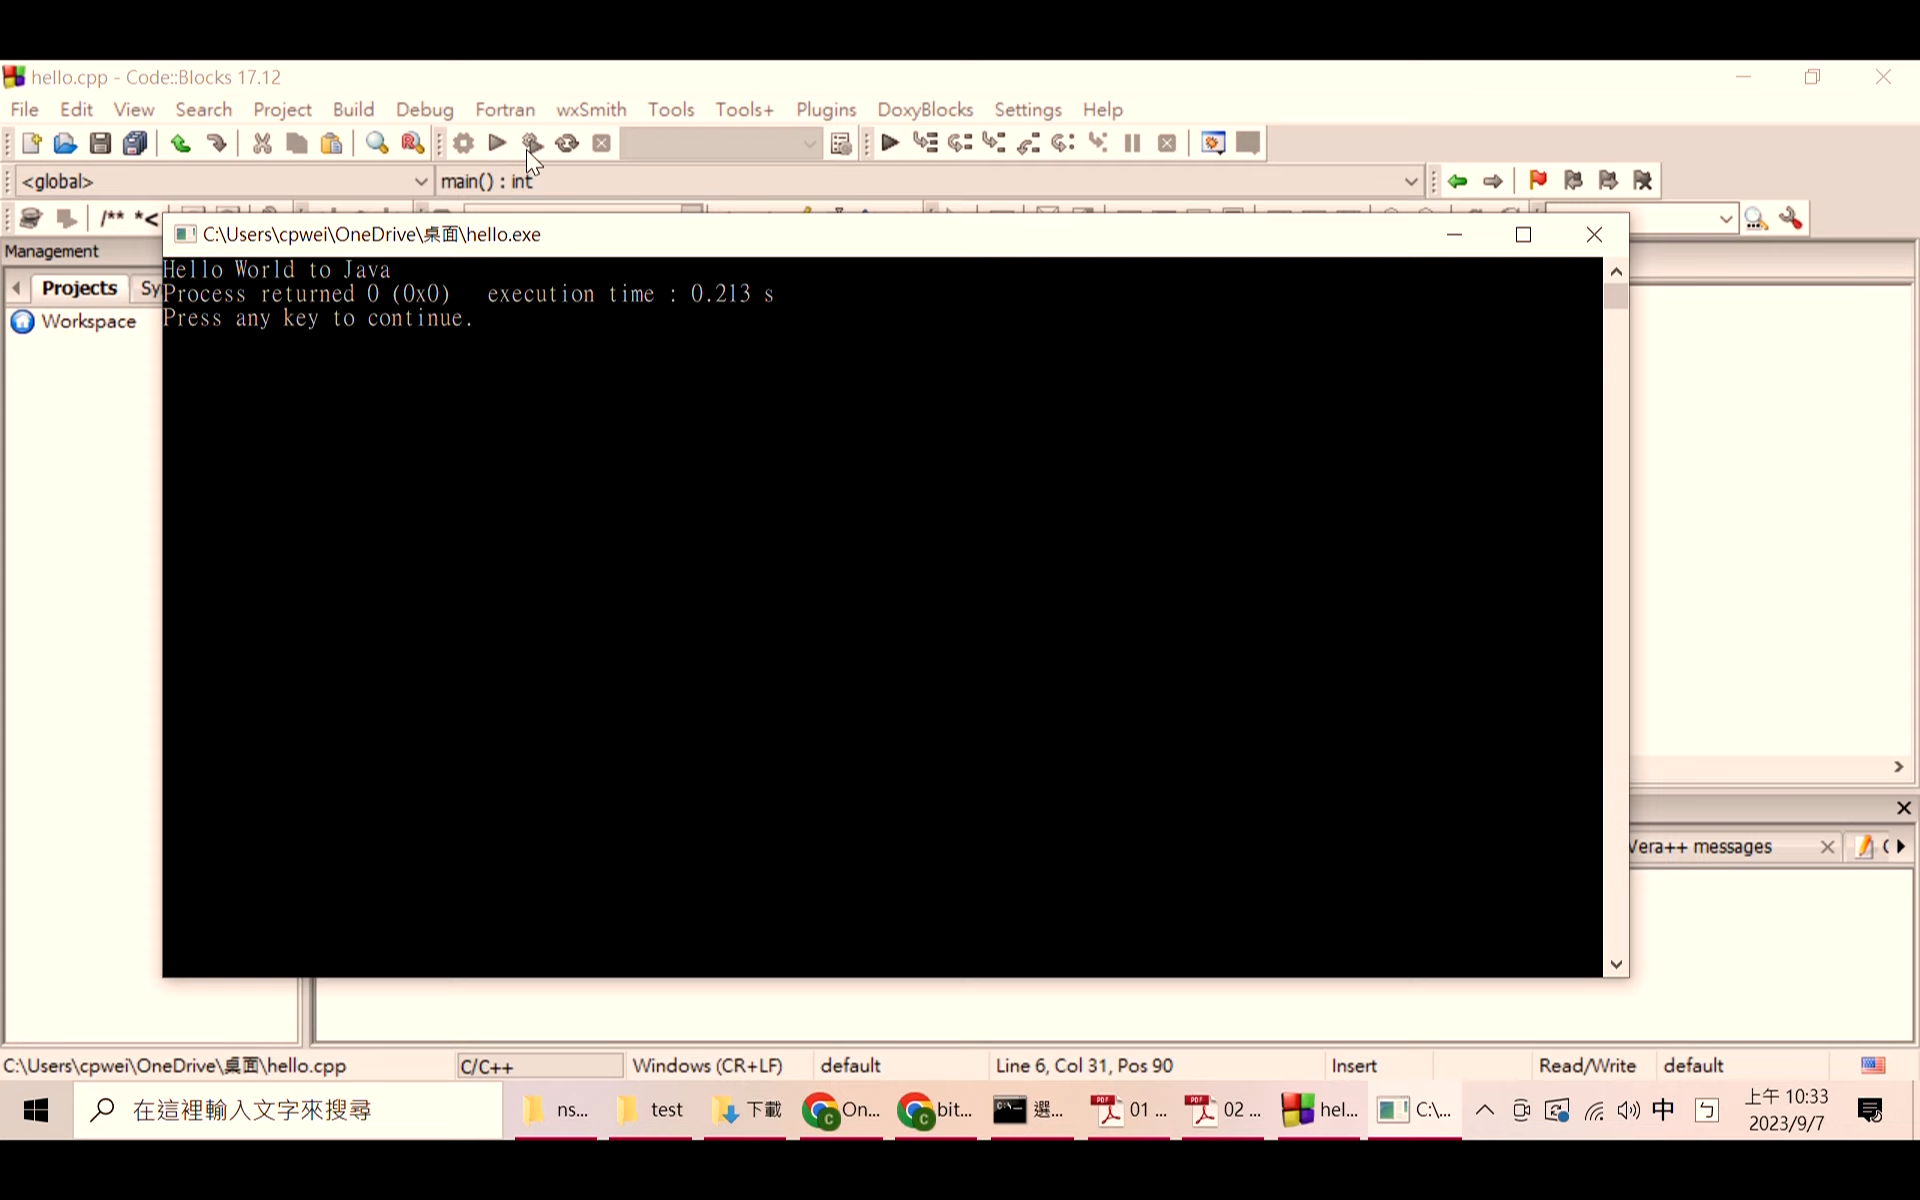 hello.cpp - Code::Blocks 17.12
File Edit View Search Project Build Debug Fortran wxSmith Tools Tools+ Plugins DoxyBlocks Settings Help
<global> main() : int
/** *<
C:\Users\cpwei\OneDrive\桌面\hello.exe
Management
Projects Sy
Workspace
Hello World to Java
Process returned 0 (0x0) execution time : 0.213 s
Press any key to continue.
Vera++ messages
C:\Users\cpwei\OneDrive\桌面\hello.cpp C/C++ Windows (CR+LF) default Line 6, Col 31, Pos 90 Insert Read/Write default
在這裡輸入文字來搜尋 ns... test 下載 On... bit... 選... 01 ... 02 ... hel... C:\... 中 ㄅ
上午 10:33
2023/9/7